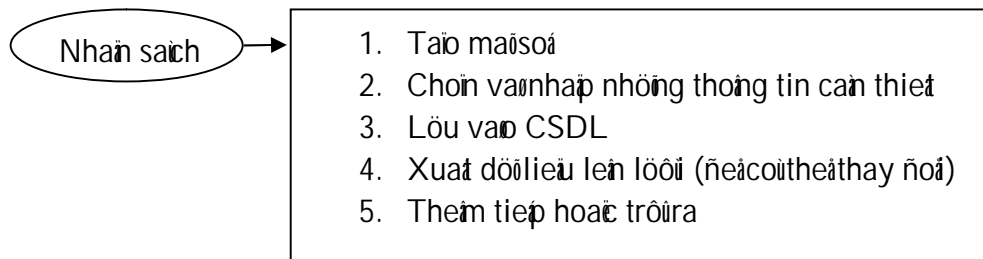 Nhaän saùch
1. Taïo maõ soá
2. Choïn vaø nhaäp nhöõng thoâng tin caàn thieát
3. Löu vaøo CSDL
4. Xuaát döõ lieäu leân löôùi (ñeå coù theå thay ñoåi)
5. Theâm tieáp hoaëc trôû ra